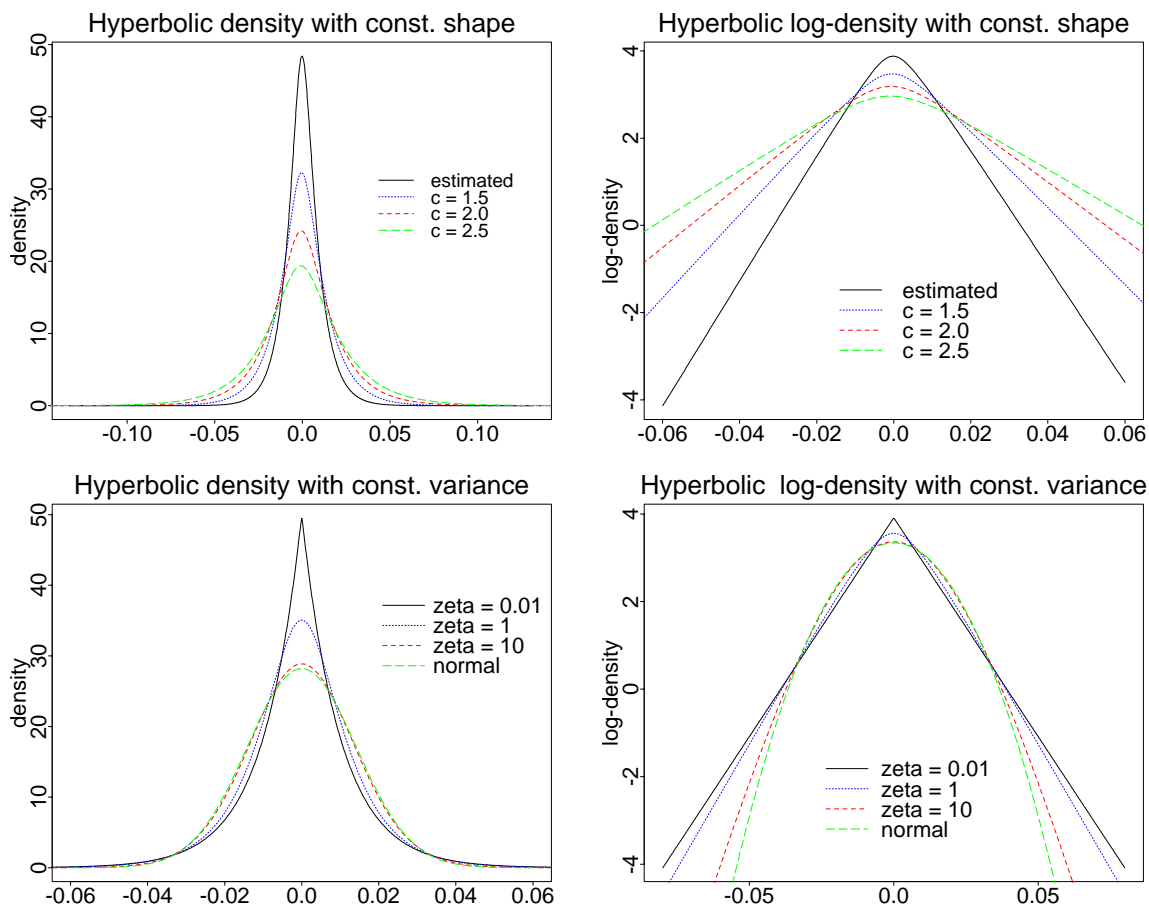 Hyperbolic density with const. shape
density
0 10 20 30 40 50
estimated
c = 1.5
c = 2.0
c = 2.5
-0.10 -0.05 0.0 0.05 0.10
Hyperbolic log-density with const. shape
log-density
-4 -2 0 2 4
estimated
c = 1.5
c = 2.0
c = 2.5
-0.06 -0.04 -0.02 0.0 0.02 0.04 0.06
Hyperbolic density with const. variance
density
0 10 20 30 40 50
zeta = 0.01
zeta = 1
zeta = 10
normal
-0.06 -0.04 -0.02 0.0 0.02 0.04 0.06
Hyperbolic log-density with const. variance
log-density
-4 -2 0 2 4
zeta = 0.01
zeta = 1
zeta = 10
normal
-0.05 0.0 0.05